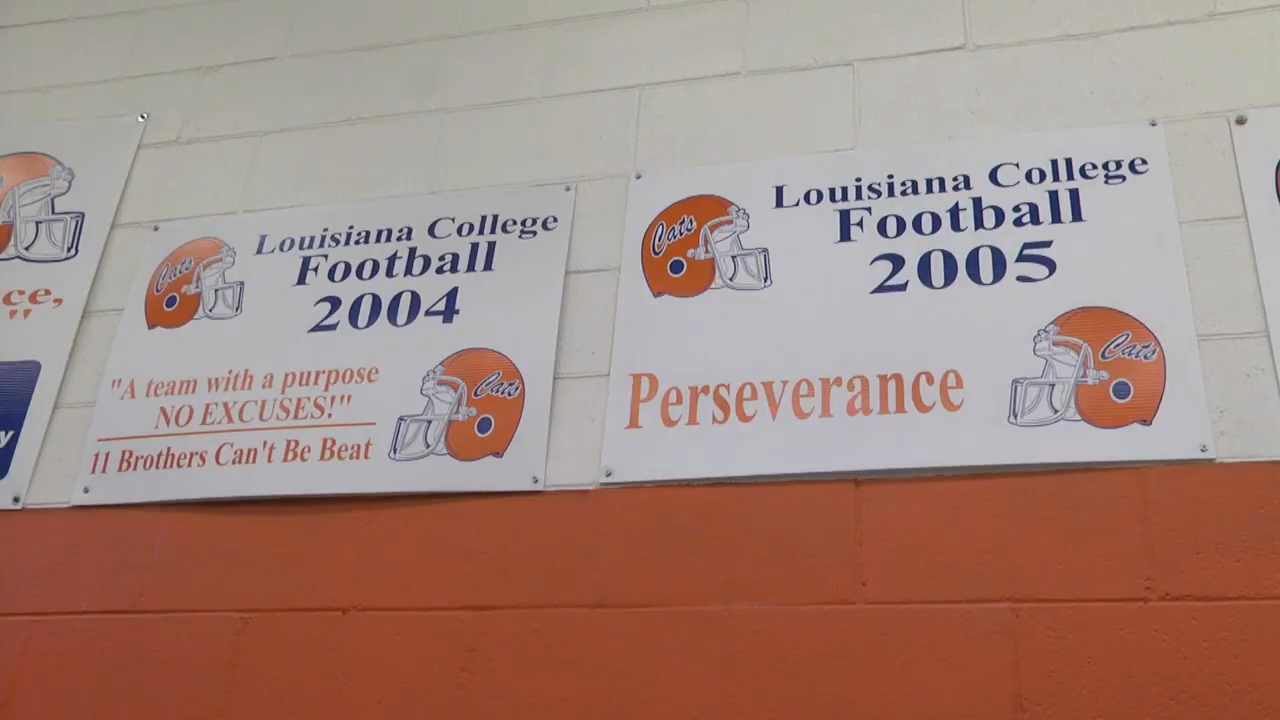 ce,
"
y
Cats
Louisiana College
Football
2004
"A team with a purpose
NO EXCUSES!"
11 Brothers Can't Be Beat
Cats
Cats
Louisiana College
Football
2005
Perseverance
Cats